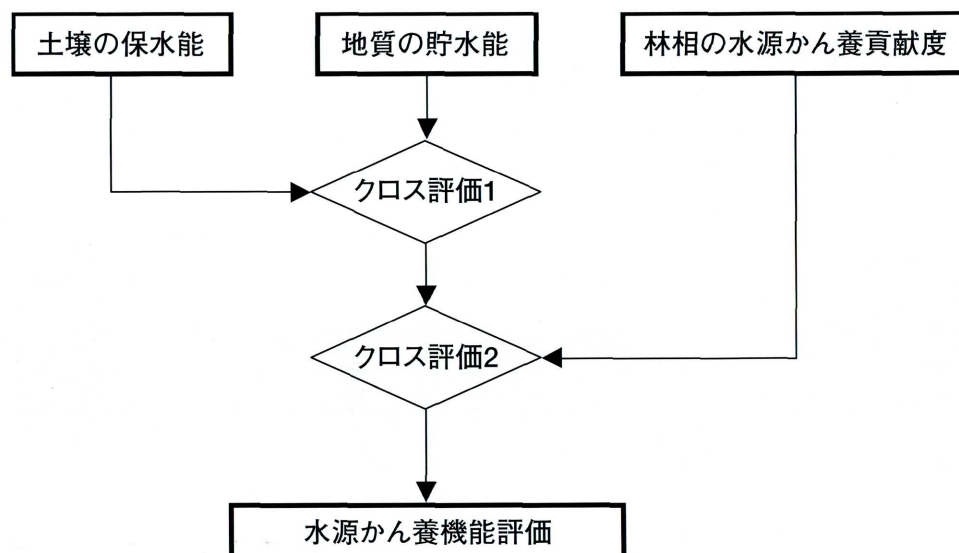 土壌の保水能
地質の貯水能
林相の水源かん養貢献度
クロス評価1
クロス評価2
水源かん養機能評価